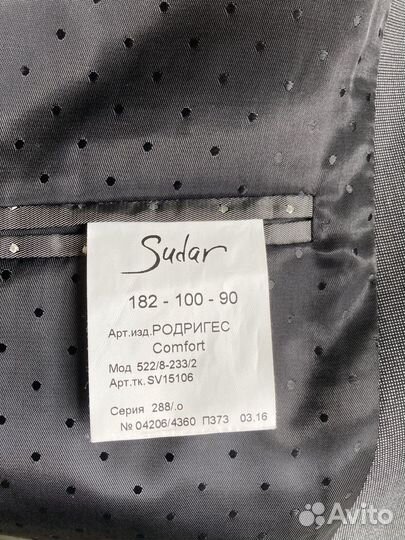 Sudar
182 - 100 - 90
Арт.изд.РОДРИГЕС
Comfort
Мод 522/8-233/2
Арт.тк. SV15106
Серия 288/.о
№ 04206/4360 П373 03.16
Avito